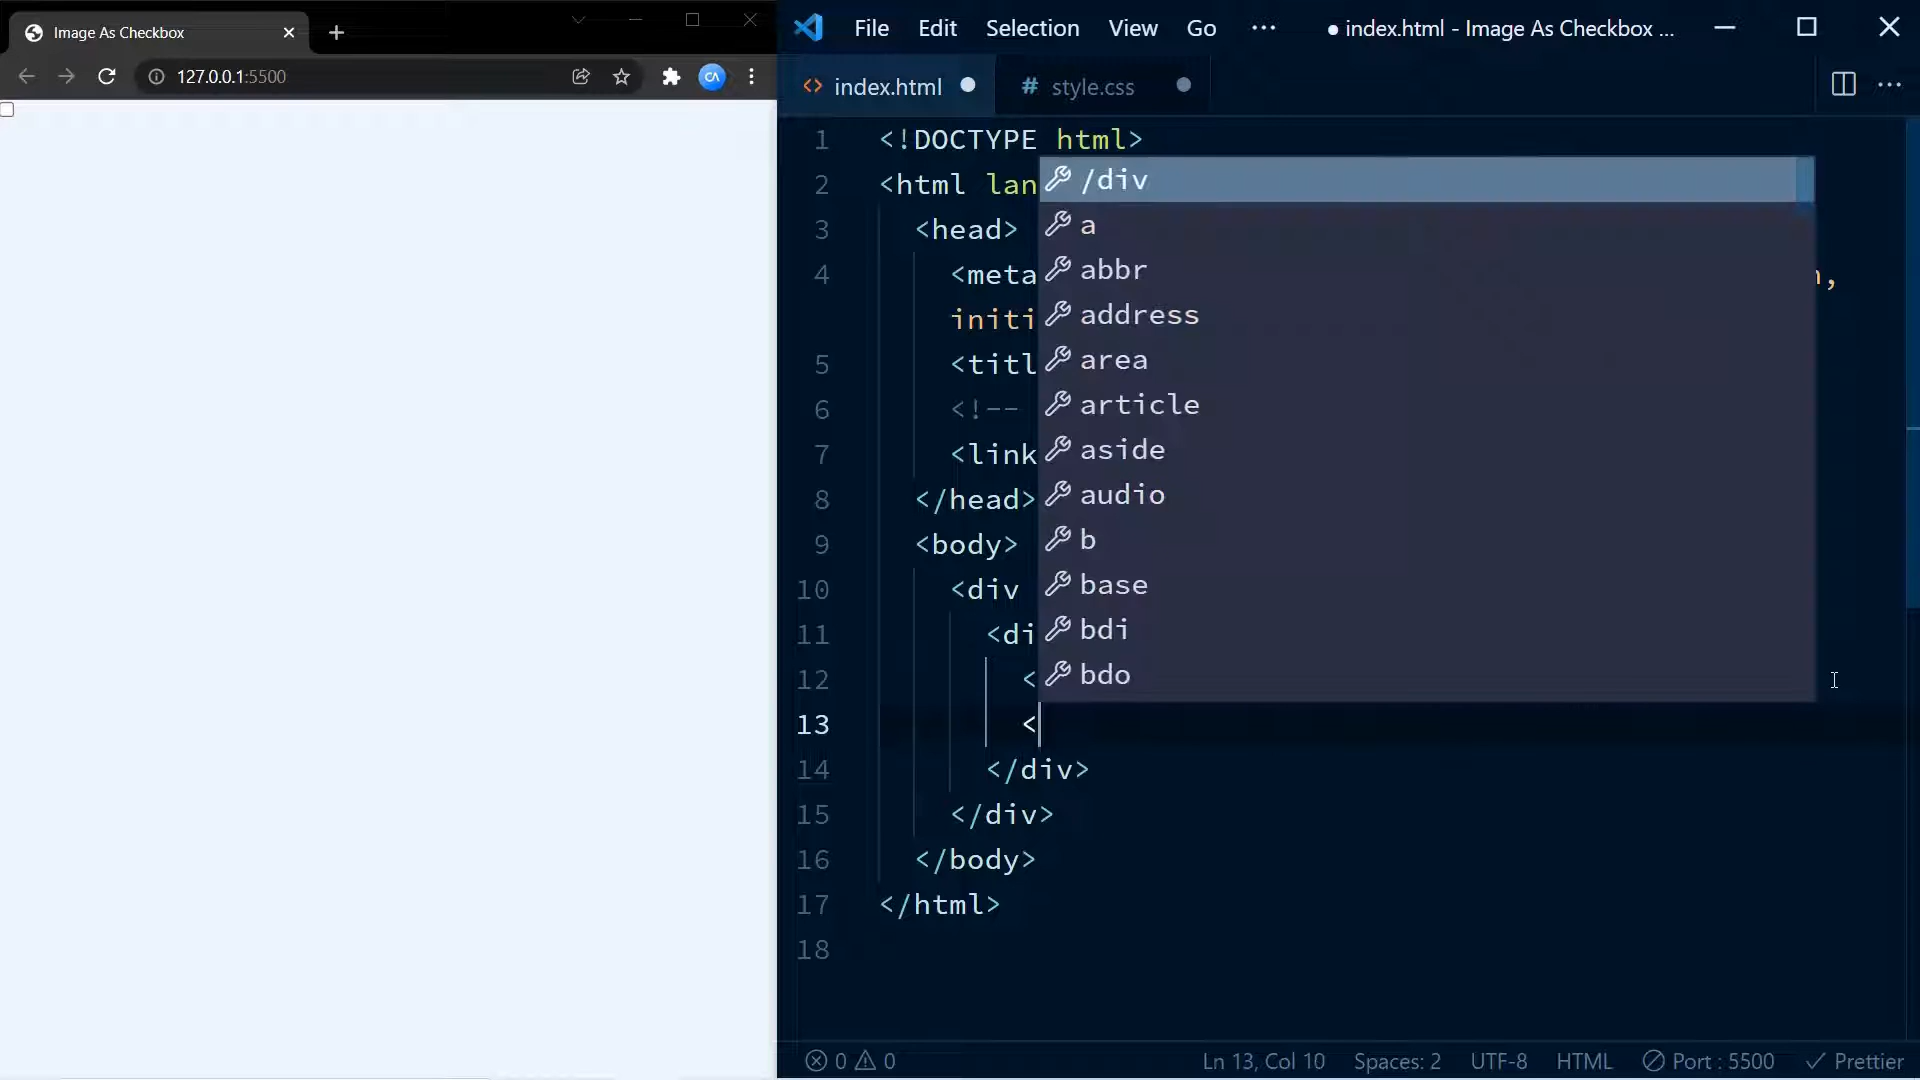 Image As Checkbox
127.0.0.1:5500
CA
File Edit Selection View Go ··· ● index.html - Image As Checkbox ...
<> index.html
# style.css
1 <!DOCTYPE html>
2 <html lan
3 <head>
4 <meta n,
initi
5 <titl
6 <!--
7 <link
8 </head>
9 <body>
10 <div
11 <di
12 <
13 <
14 </div>
15 </div>
16 </body>
17 </html>
18
/div
a
abbr
address
area
article
aside
audio
b
base
bdi
bdo
0 0 Ln 13, Col 10 Spaces: 2 UTF-8 HTML Port : 5500 Prettier